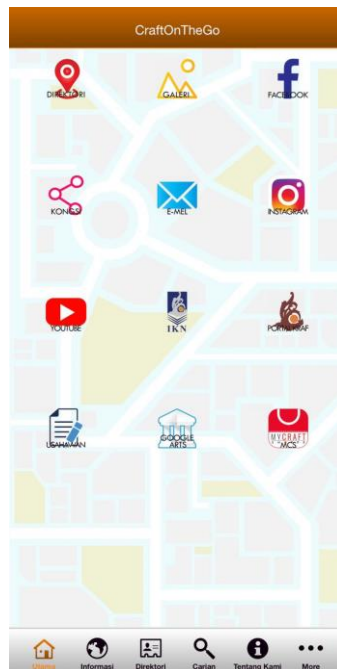 CraftOnTheGo
DIREKTORI
GALERI
FACEBOOK
KONGSI
E-MEL
INSTAGRAM
YOUTUBE
IKN
PORTAL KRAF
USAHAWAN
GOOGLE
ARTS
MYCRAFT
MCS
Utama
Informasi
Direktori
Carian
Tentang Kami
More